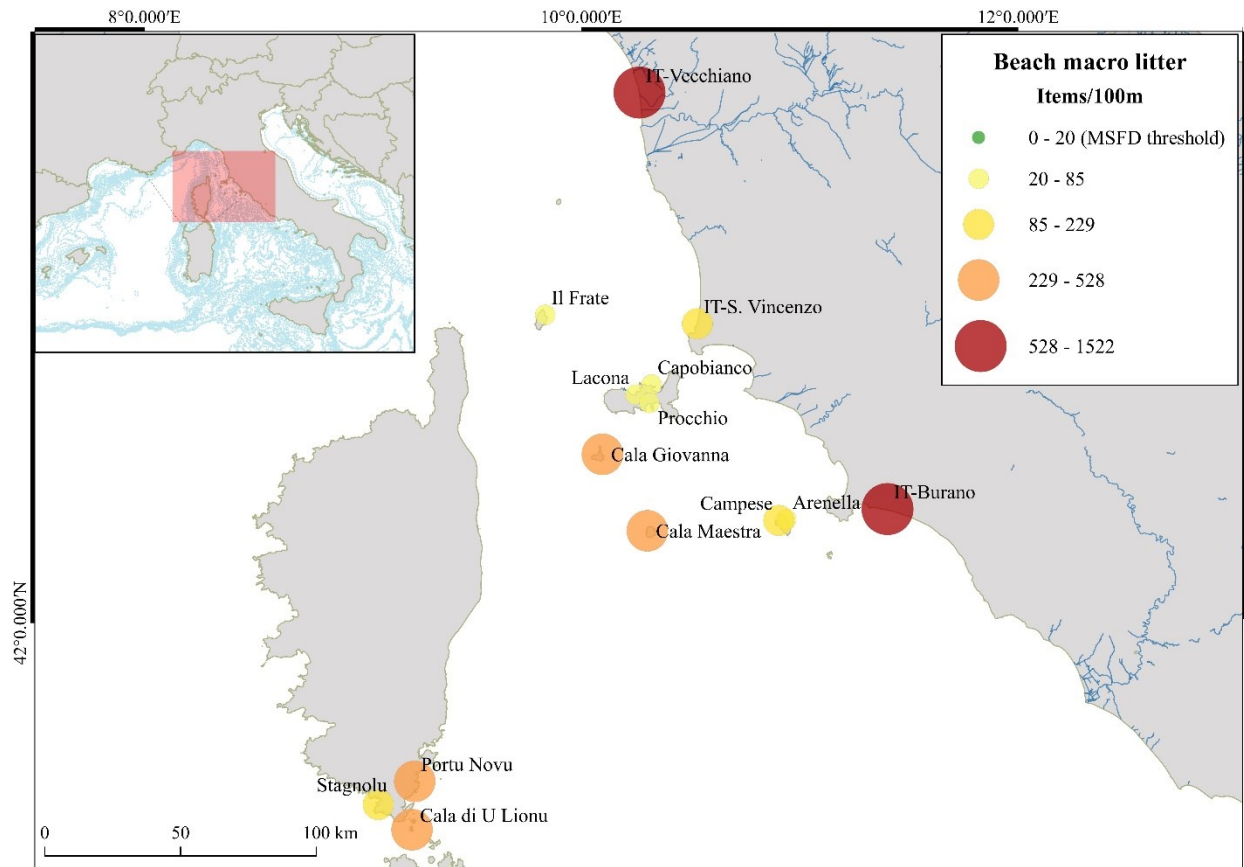 8°0.000′E
10°0.000′E
12°0.000′E
42°0.000′N
Beach macro litter
Items/100m
0 - 20 (MSFD threshold)
20 - 85
85 - 229
229 - 528
528 - 1522
IT-Vecchiano
Il Frate
IT-S. Vincenzo
Capobianco
Lacona
Procchio
Cala Giovanna
Campese
Arenella
IT-Burano
Cala Maestra
Portu Novu
Stagnolu
Cala di U Lionu
0
50
100 km